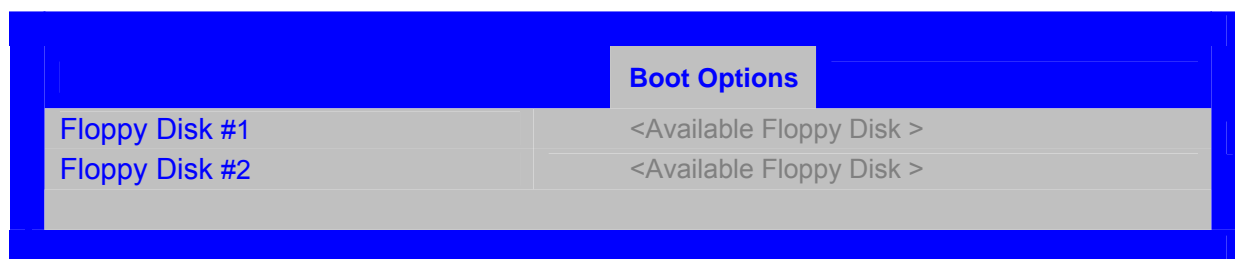 Boot Options
Floppy Disk #1 <Available Floppy Disk >
Floppy Disk #2 <Available Floppy Disk >